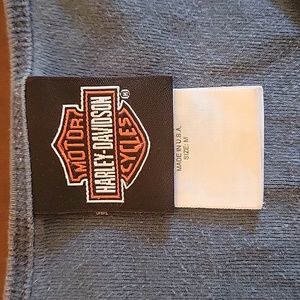 MOTOR
HARLEY-DAVIDSON
CYCLES
®
MADE IN U.S.A.
SIZE: M